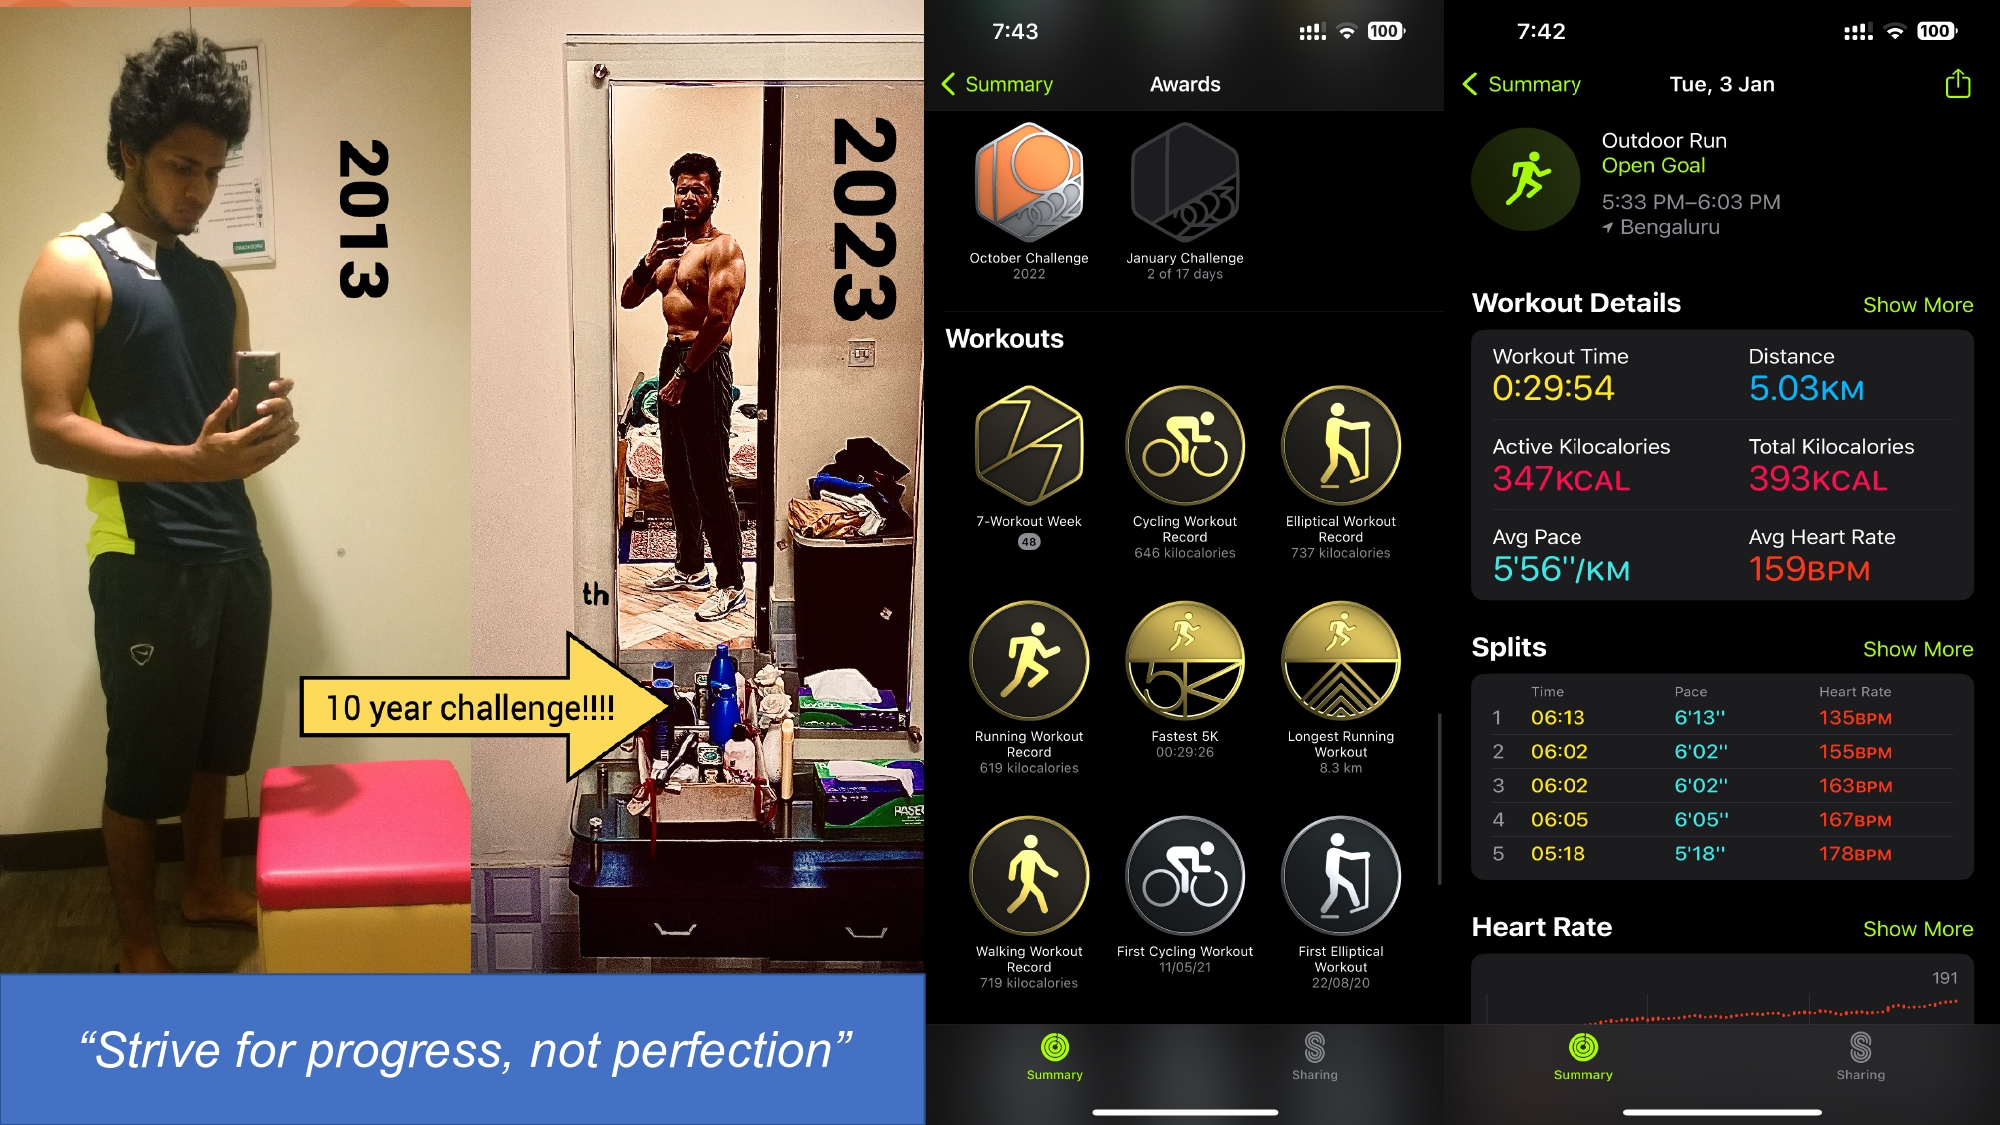 2013
2023
th
10 year challenge!!!!
“Strive for progress, not perfection”
7:43
100
Summary
Awards
October Challenge
2022
January Challenge
2 of 17 days
Workouts
7-Workout Week
48
Cycling Workout
Record
646 kilocalories
Elliptical Workout
Record
737 kilocalories
Running Workout
Record
619 kilocalories
5K
Fastest 5K
00:29:26
Longest Running
Workout
8.3 km
Walking Workout
Record
719 kilocalories
First Cycling Workout
11/05/21
First Elliptical
Workout
22/08/20
Summary
Sharing
7:42
100
Summary
Tue, 3 Jan
Outdoor Run
Open Goal
5:33 PM–6:03 PM
Bengaluru
Workout Details
Show More
Workout Time
Distance
0:29:54
5.03KM
Active Kilocalories
Total Kilocalories
347KCAL
393KCAL
Avg Pace
Avg Heart Rate
5'56''/KM
159BPM
Splits
Show More
Time Pace Heart Rate
1 06:13 6'13'' 135BPM
2 06:02 6'02'' 155BPM
3 06:02 6'02'' 163BPM
4 06:05 6'05'' 167BPM
5 05:18 5'18'' 178BPM
Heart Rate
Show More
191
Summary
Sharing